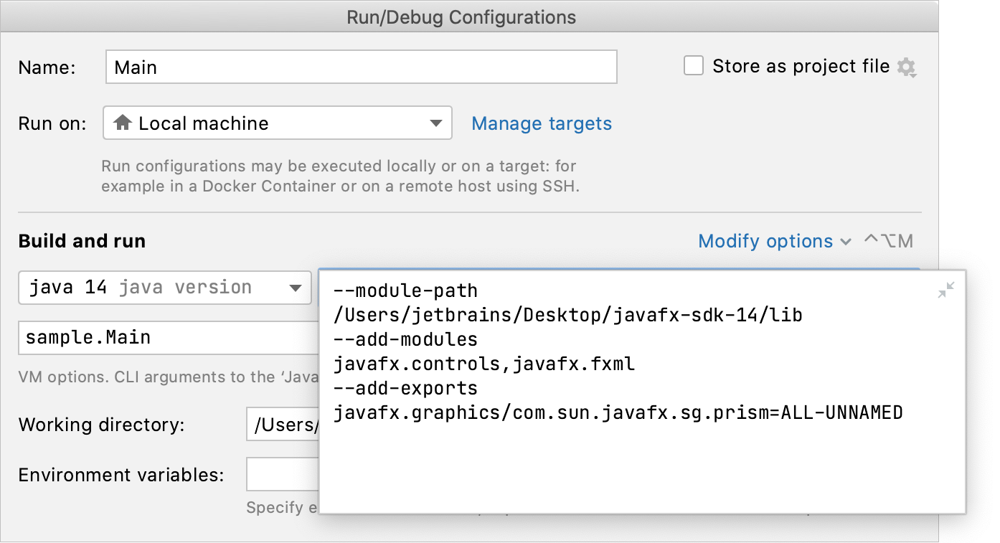 Run/Debug Configurations
Name: Main Store as project file
Run on: Local machine Manage targets
Run configurations may be executed locally or on a target: for
example in a Docker Container or on a remote host using SSH.
Build and run Modify options ⌃⌥M
java 14 java version
--module-path
/Users/jetbrains/Desktop/javafx-sdk-14/lib
--add-modules
javafx.controls,javafx.fxml
--add-exports
javafx.graphics/com.sun.javafx.sg.prism=ALL-UNNAMED
sample.Main
VM options. CLI arguments to the ‘Java
Working directory: /Users/
Environment variables:
Specify